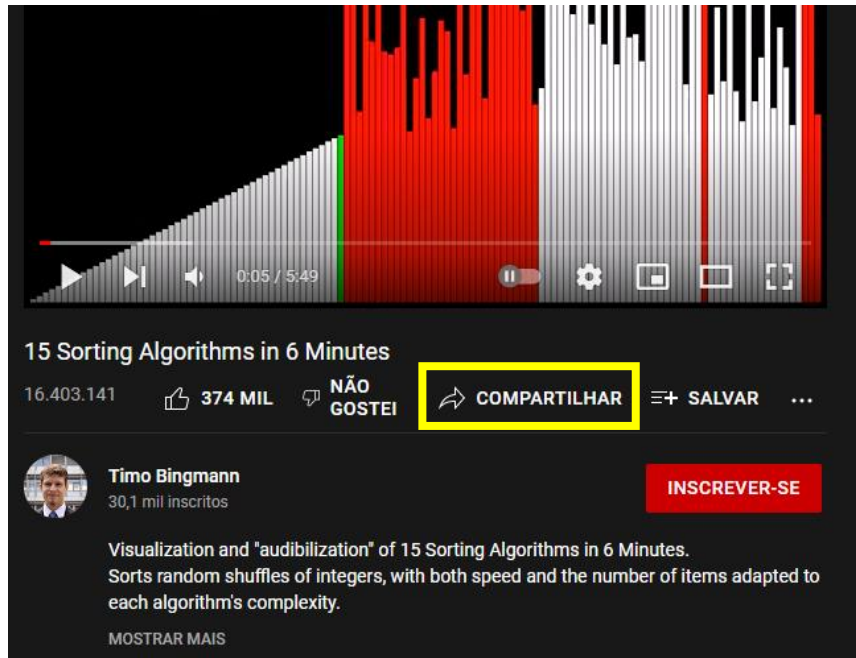 0:05 / 5:49
15 Sorting Algorithms in 6 Minutes
16.403.141 374 MIL NÃO GOSTEI COMPARTILHAR SALVAR ...
Timo Bingmann
30,1 mil inscritos
INSCREVER-SE
Visualization and "audibilization" of 15 Sorting Algorithms in 6 Minutes.
Sorts random shuffles of integers, with both speed and the number of items adapted to
each algorithm's complexity.
MOSTRAR MAIS